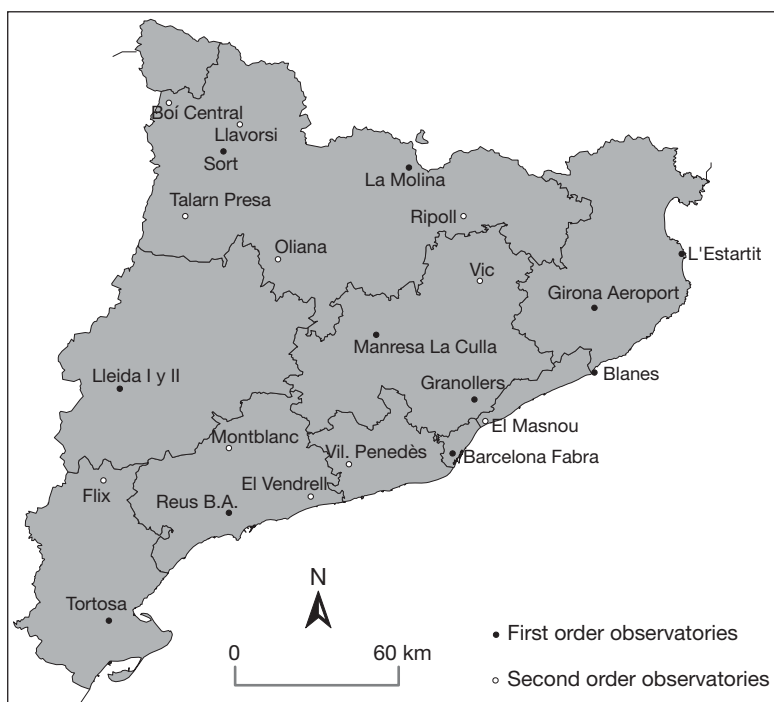 Boí Central
Llavorsi
Sort
La Molina
Talarn Presa
Ripoll
L'Estartit
Oliana
Vic
Girona Aeroport
Manresa La Culla
Lleida I y II
Granollers
Blanes
El Masnou
Montblanc
Vil. Penedès
Barcelona Fabra
El Vendrell
Flix
Reus B.A.
N
Tortosa
First order observatories
0 60 km
Second order observatories